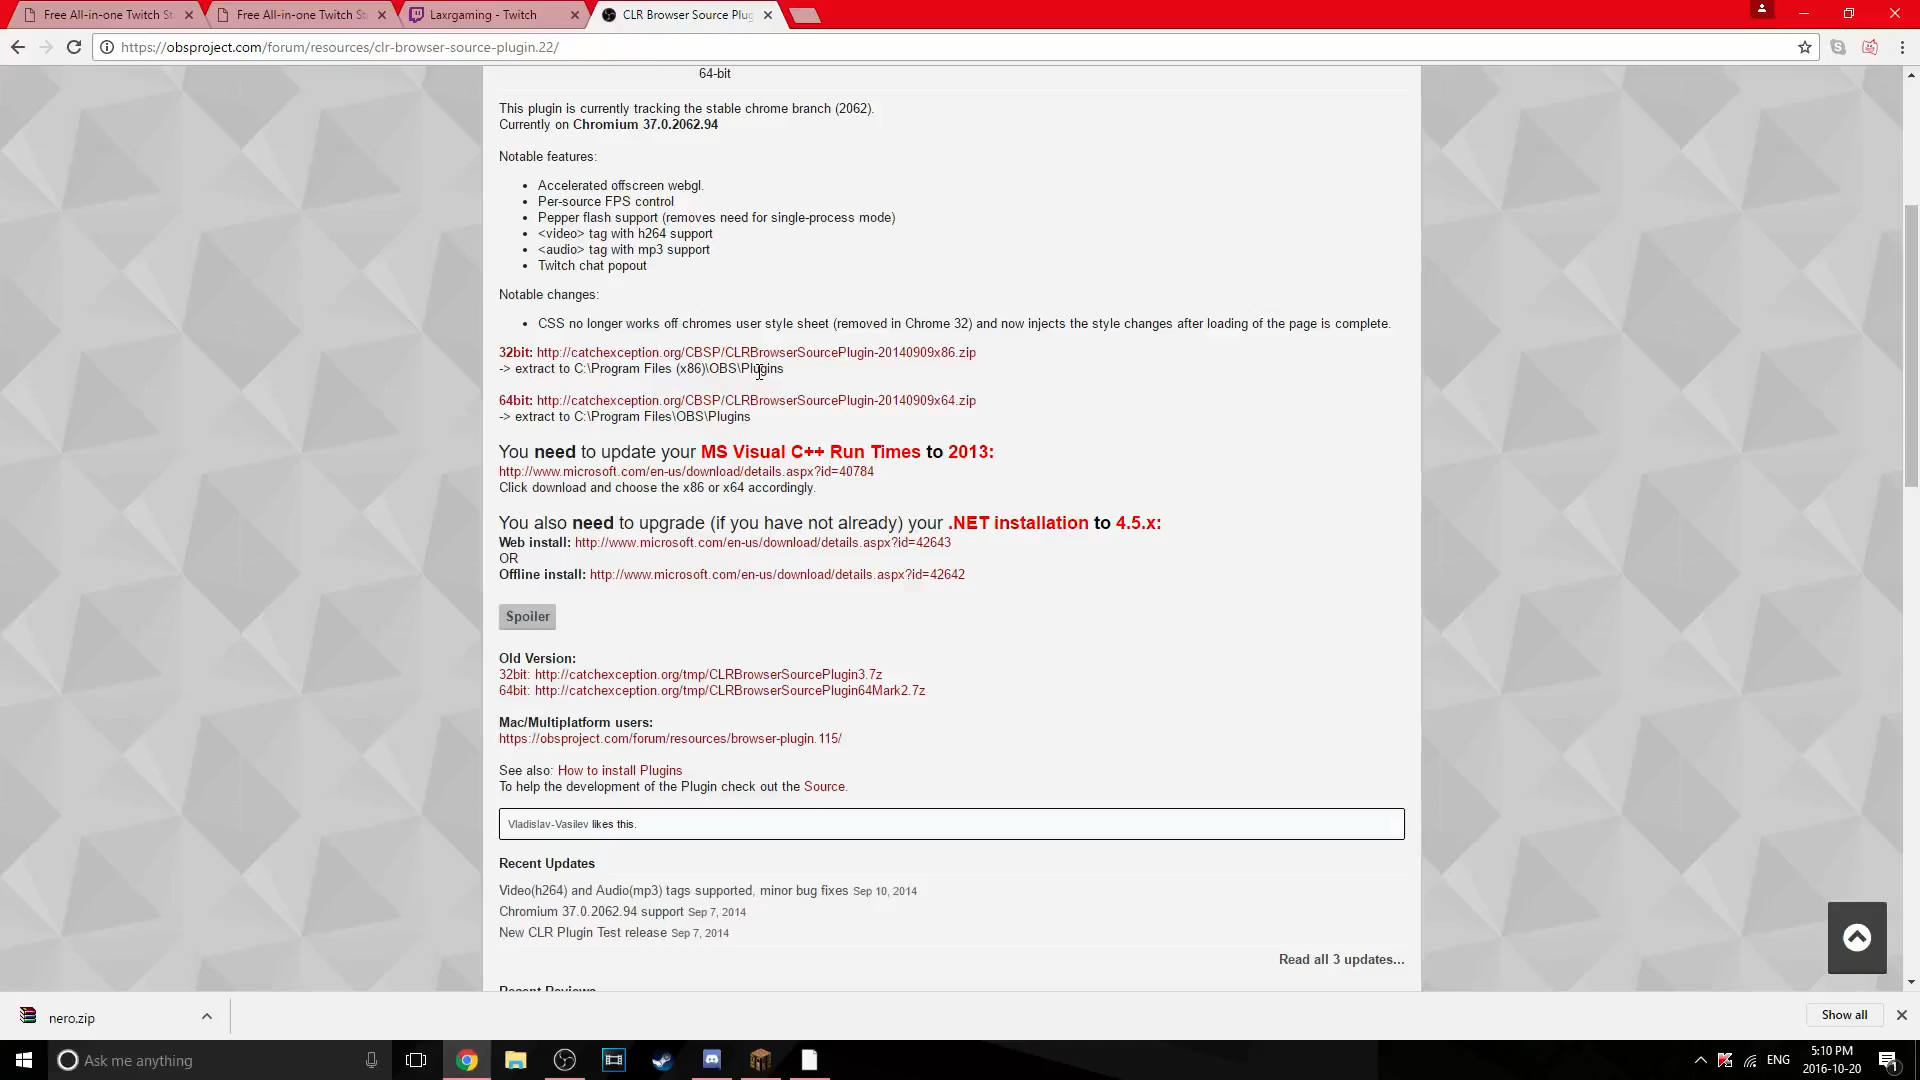 Free All-in-one Twitch St
Free All-in-one Twitch St
Laxrgaming - Twitch
CLR Browser Source Plug
https://obsproject.com/forum/resources/clr-browser-source-plugin.22/
64-bit
This plugin is currently tracking the stable chrome branch (2062).
Currently on Chromium 37.0.2062.94
Notable features:
• Accelerated offscreen webgl.
• Per-source FPS control
• Pepper flash support (removes need for single-process mode)
• <video> tag with h264 support
• <audio> tag with mp3 support
• Twitch chat popout
Notable changes:
• CSS no longer works off chromes user style sheet (removed in Chrome 32) and now injects the style changes after loading of the page is complete.
32bit: http://catchexception.org/CBSP/CLRBrowserSourcePlugin-20140909x86.zip
-> extract to C:\Program Files (x86)\OBS\Plugins
64bit: http://catchexception.org/CBSP/CLRBrowserSourcePlugin-20140909x64.zip
-> extract to C:\Program Files\OBS\Plugins
You need to update your MS Visual C++ Run Times to 2013:
http://www.microsoft.com/en-us/download/details.aspx?id=40784
Click download and choose the x86 or x64 accordingly.
You also need to upgrade (if you have not already) your .NET installation to 4.5.x:
Web install: http://www.microsoft.com/en-us/download/details.aspx?id=42643
OR
Offline install: http://www.microsoft.com/en-us/download/details.aspx?id=42642
Spoiler
Old Version:
32bit: http://catchexception.org/tmp/CLRBrowserSourcePlugin3.7z
64bit: http://catchexception.org/tmp/CLRBrowserSourcePlugin64Mark2.7z
Mac/Multiplatform users:
https://obsproject.com/forum/resources/browser-plugin.115/
See also: How to install Plugins
To help the development of the Plugin check out the Source.
Vladislav-Vasilev likes this.
Recent Updates
Video(h264) and Audio(mp3) tags supported, minor bug fixes Sep 10, 2014
Chromium 37.0.2062.94 support Sep 7, 2014
New CLR Plugin Test release Sep 7, 2014
Read all 3 updates...
Recent Reviews
nero.zip
Show all
Ask me anything
ENG
5:10 PM
2016-10-20
1